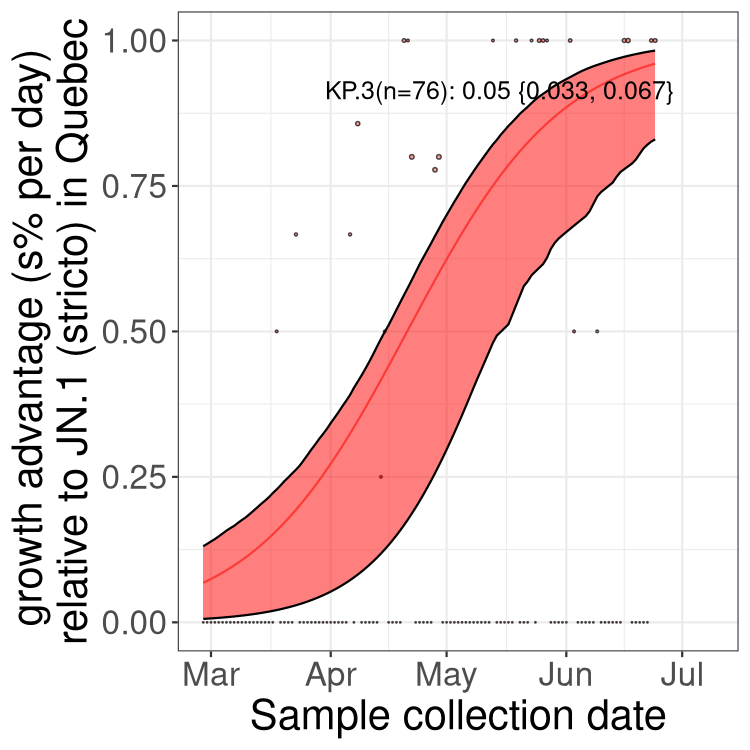 growth advantage (s% per day)
relative to JN.1 (stricto) in Quebec
1.00
0.75
0.50
0.25
0.00
KP.3(n=76): 0.05 {0.033, 0.067}
Mar Apr May Jun Jul
Sample collection date